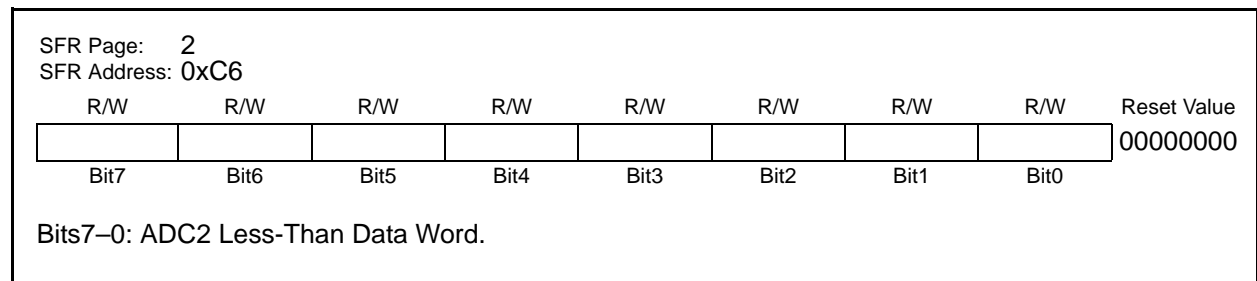 SFR Page: 2
SFR Address: 0xC6
R/W R/W R/W R/W R/W R/W R/W R/W Reset Value
00000000
Bit7 Bit6 Bit5 Bit4 Bit3 Bit2 Bit1 Bit0
Bits7–0: ADC2 Less-Than Data Word.